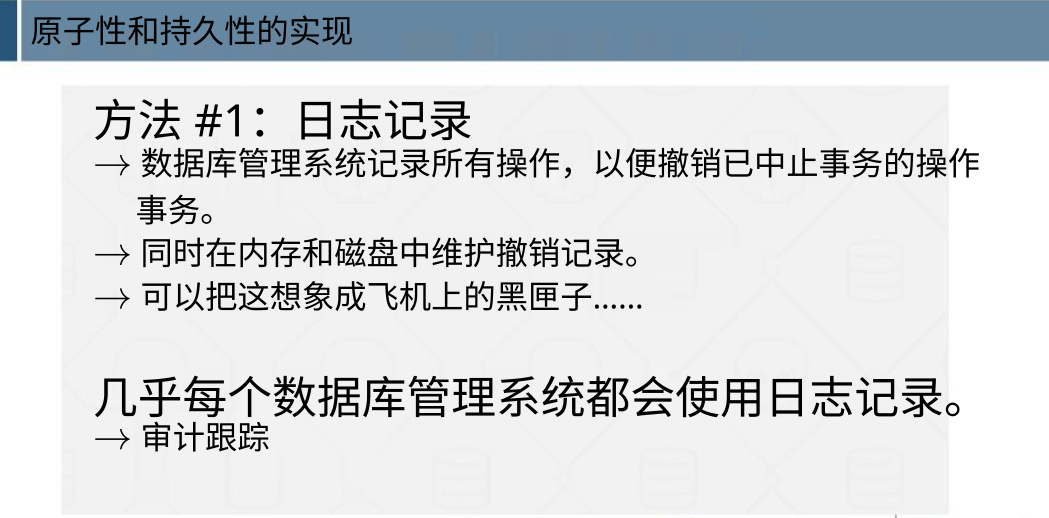 原子性和持久性的实现
方法 #1：日志记录
→ 数据库管理系统记录所有操作，以便撤销已中止事务的操作
事务。
→ 同时在内存和磁盘中维护撤销记录。
→ 可以把这想象成飞机上的黑匣子......
几乎每个数据库管理系统都会使用日志记录。
→ 审计跟踪